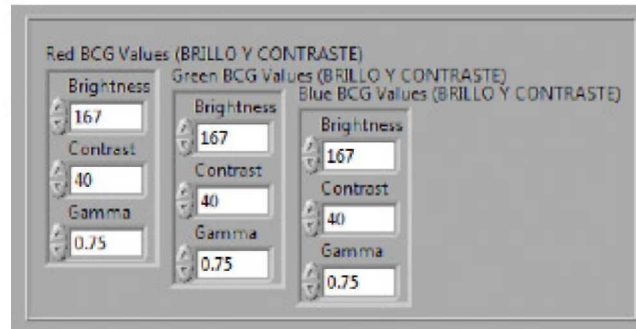 Red BCG Values (BRILLO Y CONTRASTE)
Brightness
167
Contrast
40
Gamma
0.75
Green BCG Values (BRILLO Y CONTRASTE)
Brightness
167
Contrast
40
Gamma
0.75
Blue BCG Values (BRILLO Y CONTRASTE)
Brightness
167
Contrast
40
Gamma
0.75